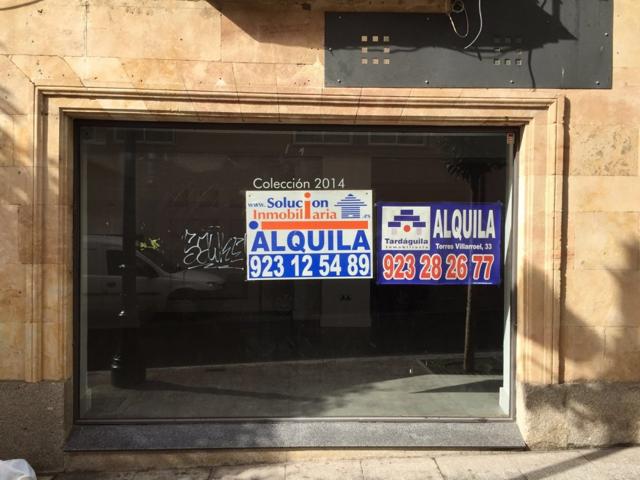 Colección 2014
www.Solucion
Inmobiliaria.es
ALQUILA
923 12 54 89
Tardáguila
Inmobiliaria
ALQUILA
Torres Villarroel, 33
923 28 26 77